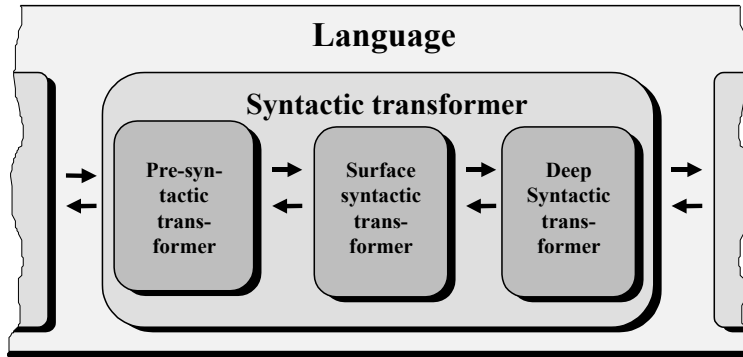 Language
Syntactic transformer
Pre-syn-
tactic
trans-
former
Surface
syntactic
trans-
former
Deep
Syntactic
trans-
former